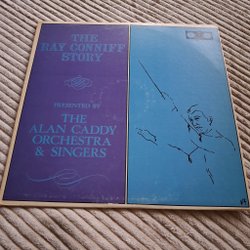 THE
RAY CONNIFF
STORY
PRESENTED BY
THE
ALAN CADDY
ORCHESTRA
& SINGERS